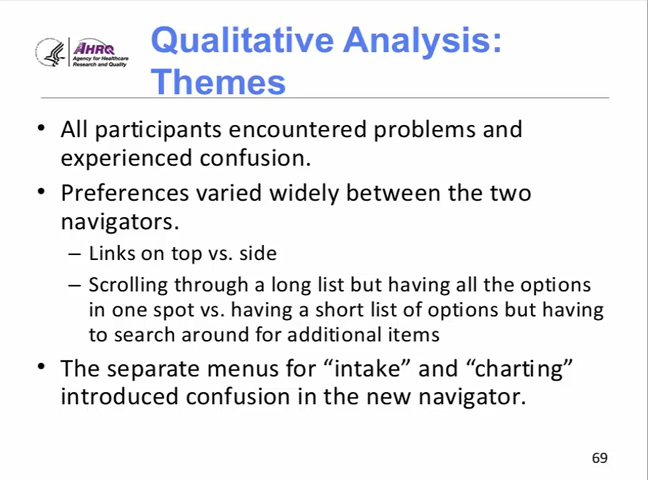 AHRQ
Agency for Healthcare
Research and Quality
Qualitative Analysis:
Themes
• All participants encountered problems and
experienced confusion.
• Preferences varied widely between the two
navigators.
– Links on top vs. side
– Scrolling through a long list but having all the options
in one spot vs. having a short list of options but having
to search around for additional items
• The separate menus for “intake” and “charting”
introduced confusion in the new navigator.
69